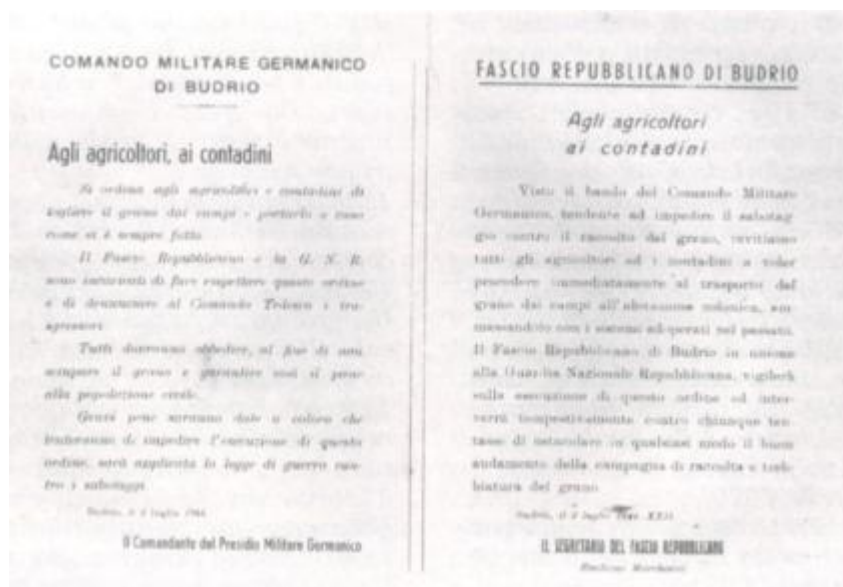 COMANDO MILITARE GERMANICO
DI BUDRIO
Agli agricoltori, ai contadini
Si ordina agli agricoltori e contadini di
togliere il grano dai campi e portarlo a casa
come si è sempre fatto.
Il Fascio Repubblicano e la G. N. R.
sono incaricati di fare rispettare questo ordine
e di denunciare al Comando Tedesco i tra-
sgressori.
Tutti dovranno obbedire, al fine di non
sciupare il grano e garantire così il pane
alla popolazione civile.
Gravi pene saranno date a coloro che
tenteranno di impedire l'esecuzione di questo
ordine, sarà applicata la legge di guerra con-
tro i sabotaggi.
Budrio, luglio 1944
Il Comandante del Presidio Militare Germanico
FASCIO REPUBBLICANO DI BUDRIO
Agli agricoltori
ai contadini
Visto il bando del Comando Militare
Germanico, tendente ad impedire il sabotag-
gio contro il raccolto del grano, invitiamo
tutti gli agricoltori ed i contadini a voler
procedere immediatamente al trasporto del
grano dai campi all'abitazione colonica, am-
massandolo con i sistemi adoperati nel passato.
Il Fascio Repubblicano di Budrio in unione
alla Guardia Nazionale Repubblicana, vigilerà
sulla esecuzione di questo ordine ed inter-
verrà tempestivamente contro chiunque ten-
tasse di ostacolare in qualsiasi modo il buon
andamento della campagna di raccolta e treb-
biatura del grano.
Budrio, luglio XXII
IL SEGRETARIO DEL FASCIO REPUBBLICANO